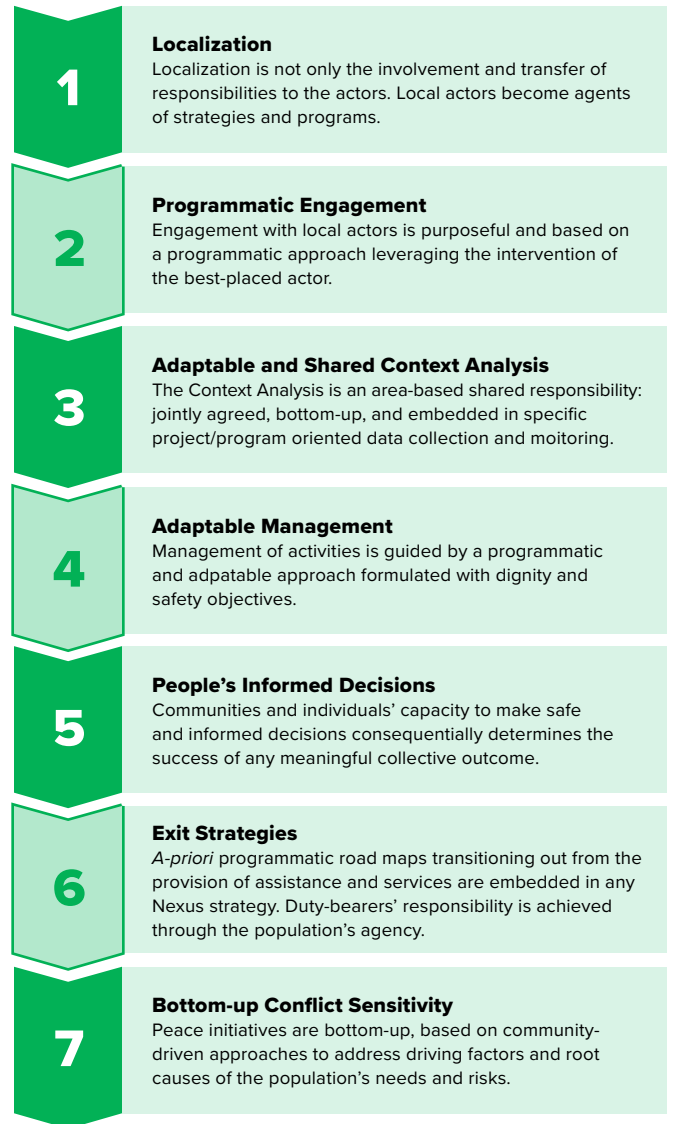 1
Localization
Localization is not only the involvement and transfer of
responsibilities to the actors. Local actors become agents
of strategies and programs.
2
Programmatic Engagement
Engagement with local actors is purposeful and based on
a programmatic approach leveraging the intervention of
the best-placed actor.
3
Adaptable and Shared Context Analysis
The Context Analysis is an area-based shared responsibility:
jointly agreed, bottom-up, and embedded in specific
project/program oriented data collection and moitoring.
4
Adaptable Management
Management of activities is guided by a programmatic
and adpatable approach formulated with dignity and
safety objectives.
5
People’s Informed Decisions
Communities and individuals’ capacity to make safe
and informed decisions consequentially determines the
success of any meaningful collective outcome.
6
Exit Strategies
A-priori programmatic road maps transitioning out from the
provision of assistance and services are embedded in any
Nexus strategy. Duty-bearers’ responsibility is achieved
through the population’s agency.
7
Bottom-up Conflict Sensitivity
Peace initiatives are bottom-up, based on community-
driven approaches to address driving factors and root
causes of the population’s needs and risks.